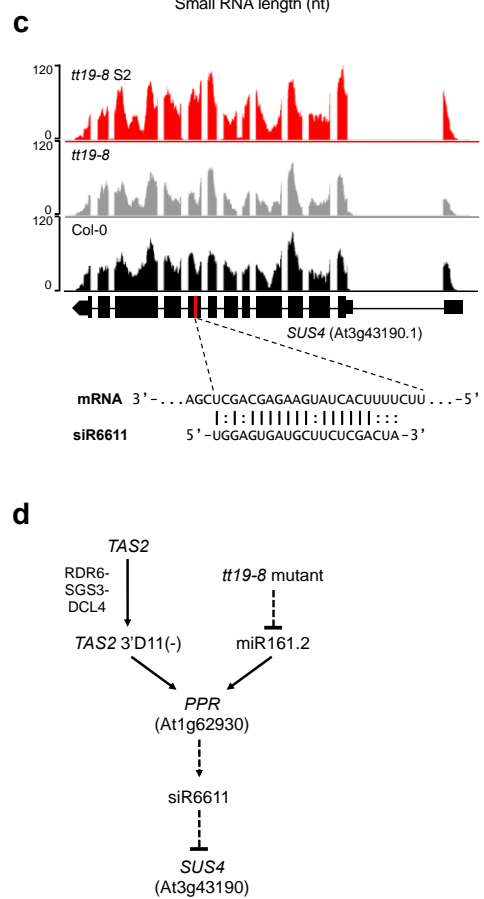 Small RNA length (nt)
c
120
tt19-8 S2
0
120
tt19-8
0
120
Col-0
0
SUS4 (At3g43190.1)
mRNA 3'-...AGCUCGACGAGAAGUAUCACUUUUCUU...-5'
|:|:|||||||:||||||:::
siR6611 5'-UGGAGUGAUGCUUCUCGACUA-3'
d
TAS2
RDR6-
SGS3-
DCL4
tt19-8 mutant
TAS2 3'D11(-)
miR161.2
PPR
(At1g62930)
siR6611
SUS4
(At3g43190)